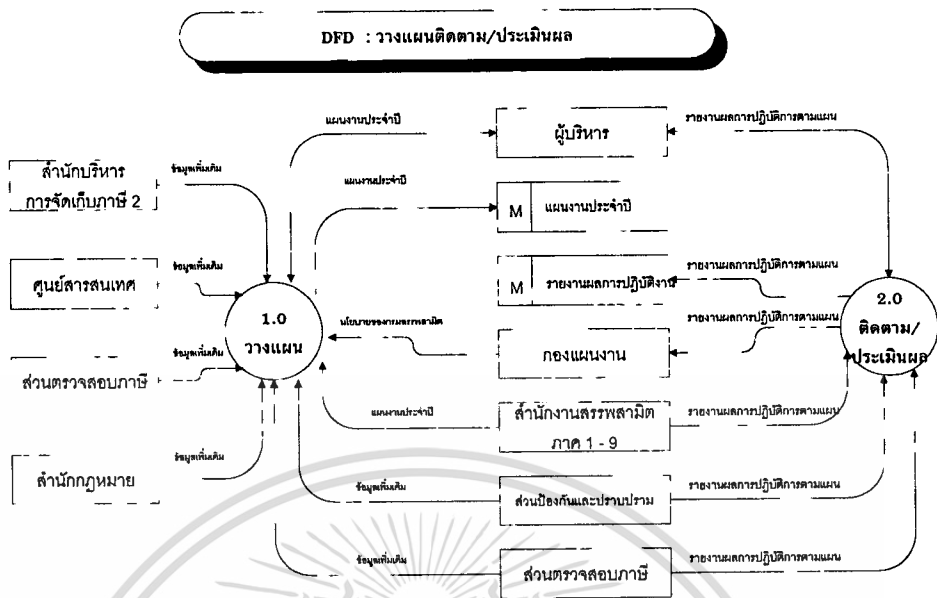 DFD : วางแผนติดตาม/ประเมินผล
แผนงานประจำปี
ผู้บริหาร
รายงานผลการปฏิบัติการตามแผน
สำนักบริหาร
การจัดเก็บภาษี 2
ข้อมูลเพิ่มเติม
แผนงานประจำปี
M
แผนงานประจำปี
ศูนย์สารสนเทศ
ข้อมูลเพิ่มเติม
M
รายงานผลการปฏิบัติงาน
รายงานผลการปฏิบัติการตามแผน
1.0
วางแผน
นโยบายของกรมสรรพสามิต
กองแผนงาน
รายงานผลการปฏิบัติการตามแผน
2.0
ติดตาม/
ประเมินผล
ส่วนตรวจสอบภาษี
ข้อมูลเพิ่มเติม
แผนงานประจำปี
สำนักงานสรรพสามิต
ภาค 1 - 9
รายงานผลการปฏิบัติการตามแผน
สำนักกฎหมาย
ข้อมูลเพิ่มเติม
ข้อมูลเพิ่มเติม
ส่วนป้องกันและปราบปราม
รายงานผลการปฏิบัติการตามแผน
ข้อมูลเพิ่มเติม
ส่วนตรวจสอบภาษี
รายงานผลการปฏิบัติการตามแผน